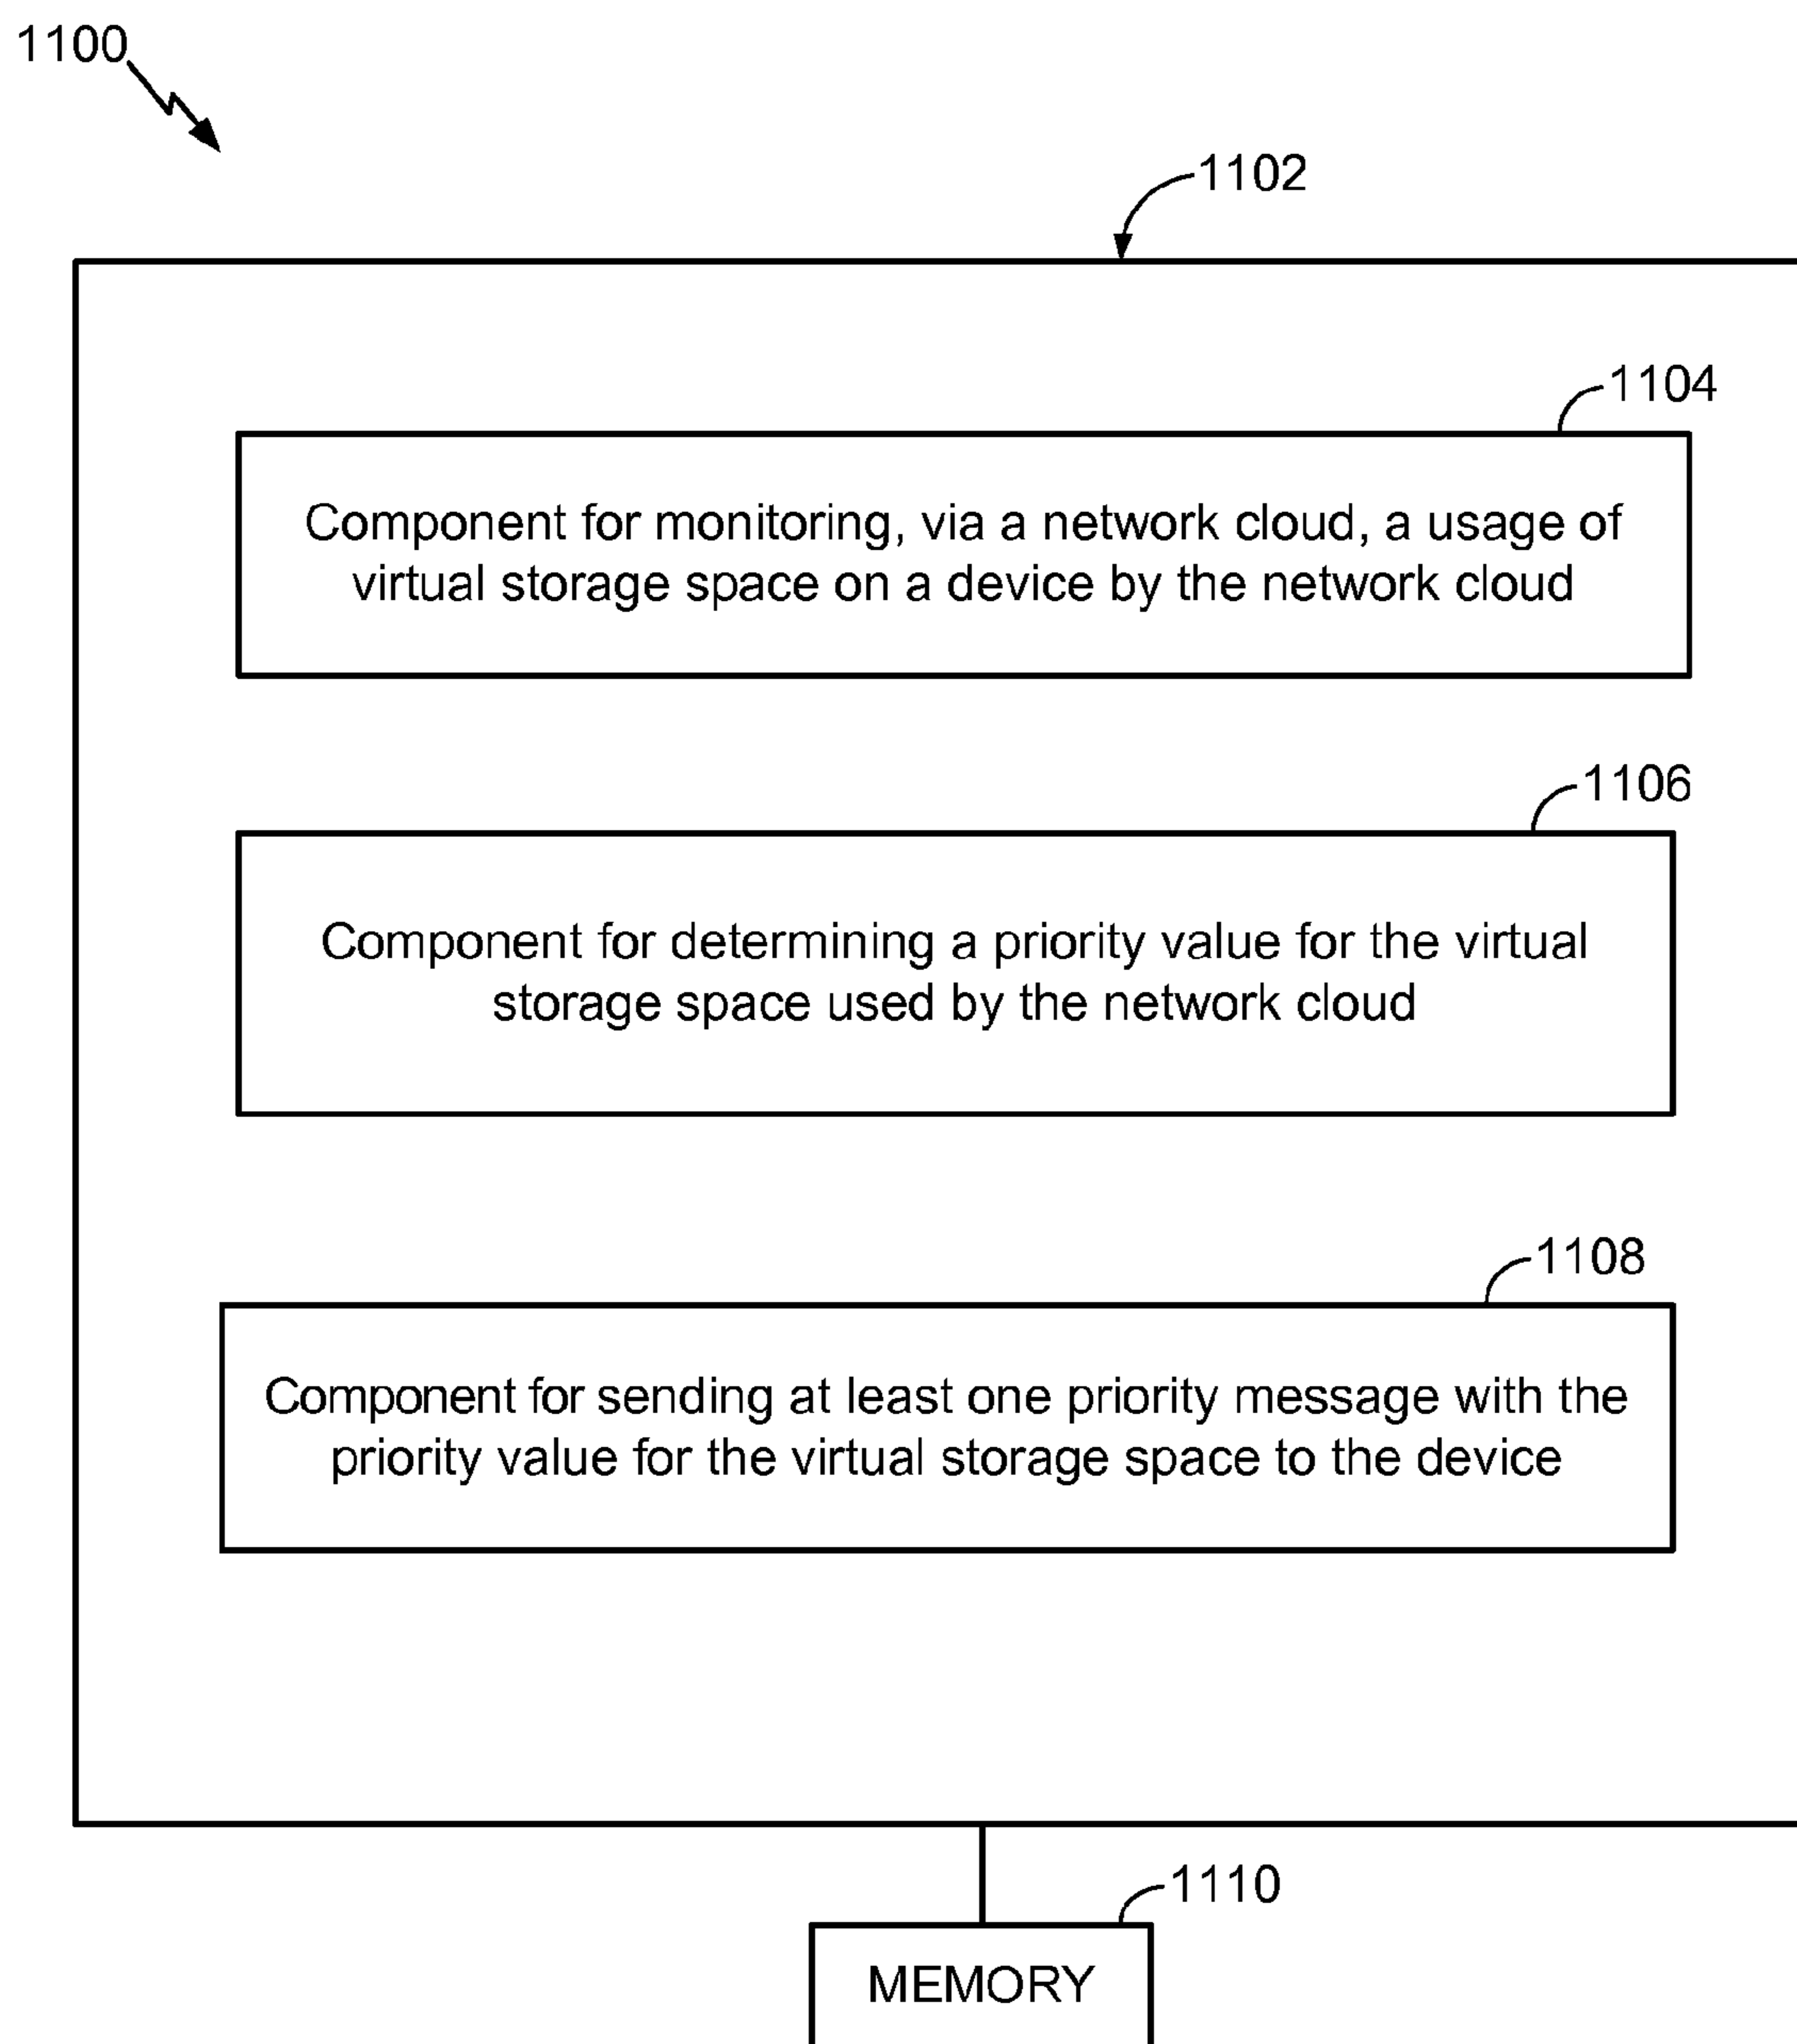 1100
1102
1104
Component for monitoring, via a network cloud, a usage of
virtual storage space on a device by the network cloud
1106
Component for determining a priority value for the virtual
storage space used by the network cloud
1108
Component for sending at least one priority message with the
priority value for the virtual storage space to the device
1110
MEMORY